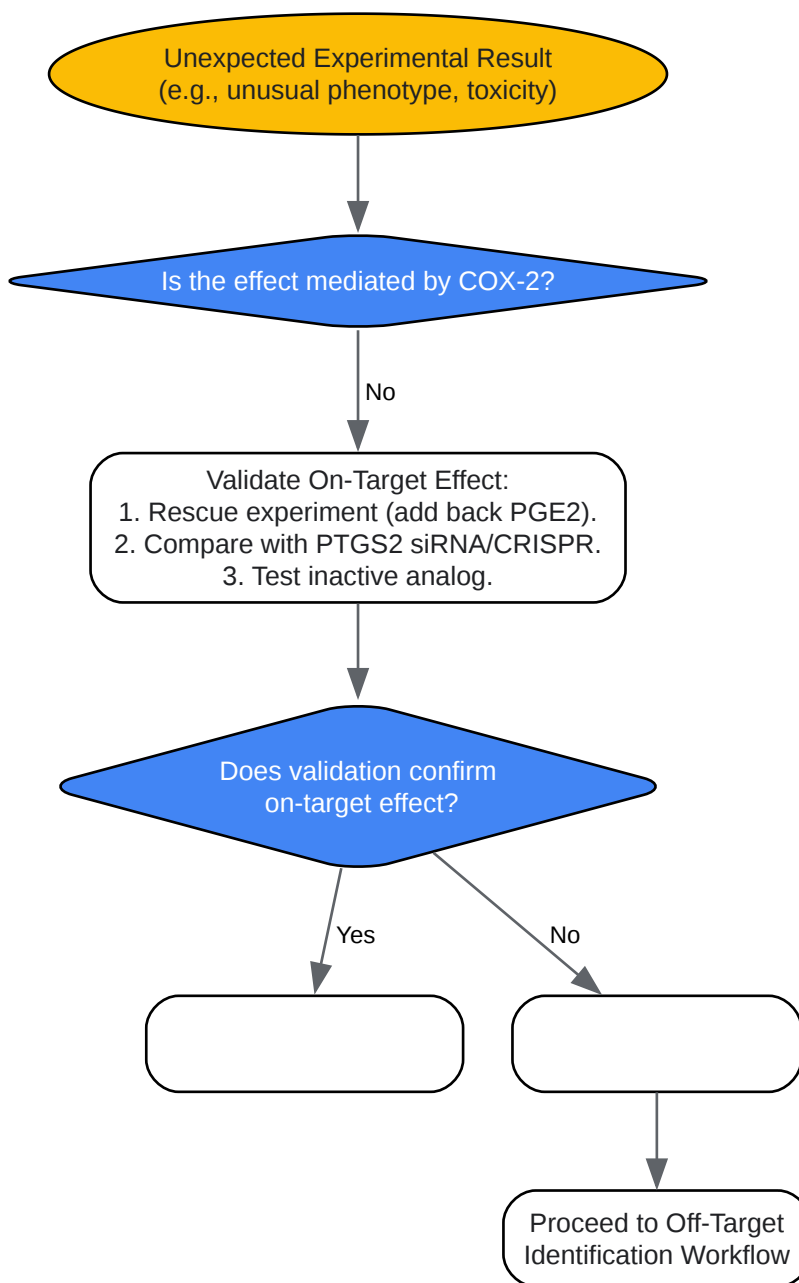 Unexpected Experimental Result
(e.g., unusual phenotype, toxicity)
Is the effect mediated by COX-2?
No
Validate On-Target Effect:
1. Rescue experiment (add back PGE2).
2. Compare with PTGS2 siRNA/CRISPR.
3. Test inactive analog.
Does validation confirm
on-target effect?
Yes
No
Proceed to Off-Target
Identification Workflow